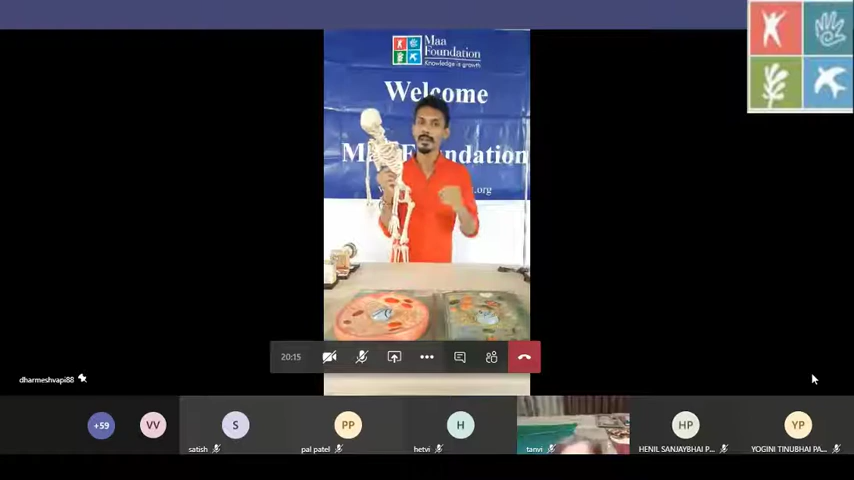 Maa
Foundation
Knowledge is growth
Welcome
Foundation
.org
20:15
dharmeshvapi88
+59
VV
S
PP
H
HP
YP
satish
pal patel
hetvi
tanvi
HENIL SANJAYBHAI P...
YOGINI TINUBHAI PA...